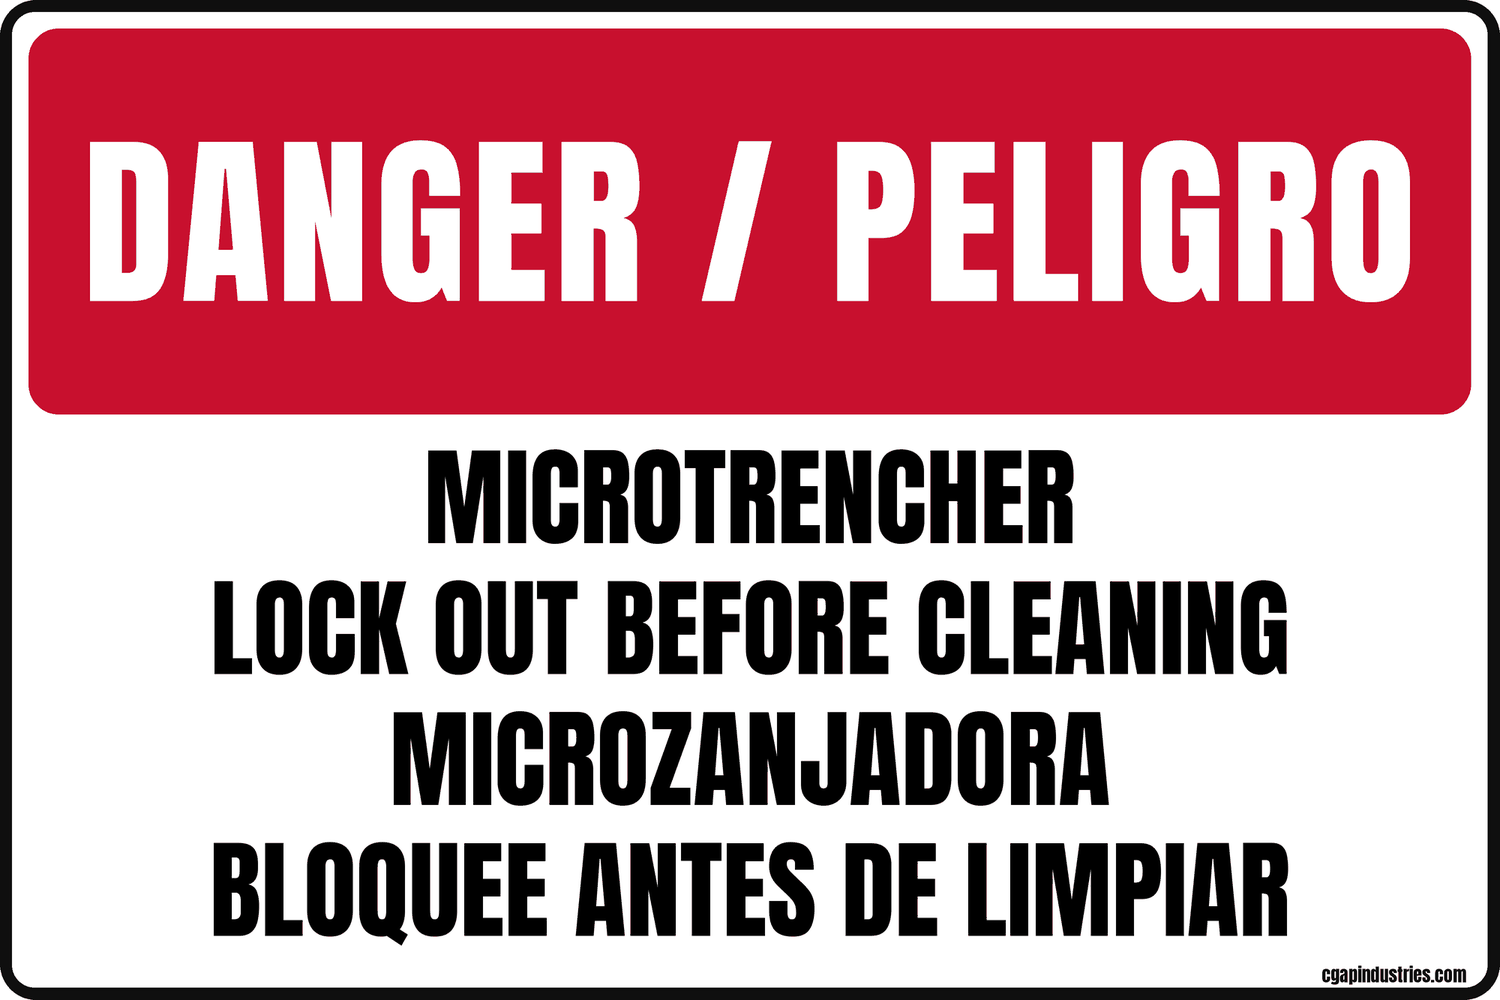 DANGER / PELIGRO
MICROTRENCHER
LOCK OUT BEFORE CLEANING
MICROZANJADORA
BLOQUEE ANTES DE LIMPIAR
cgapindustries.com